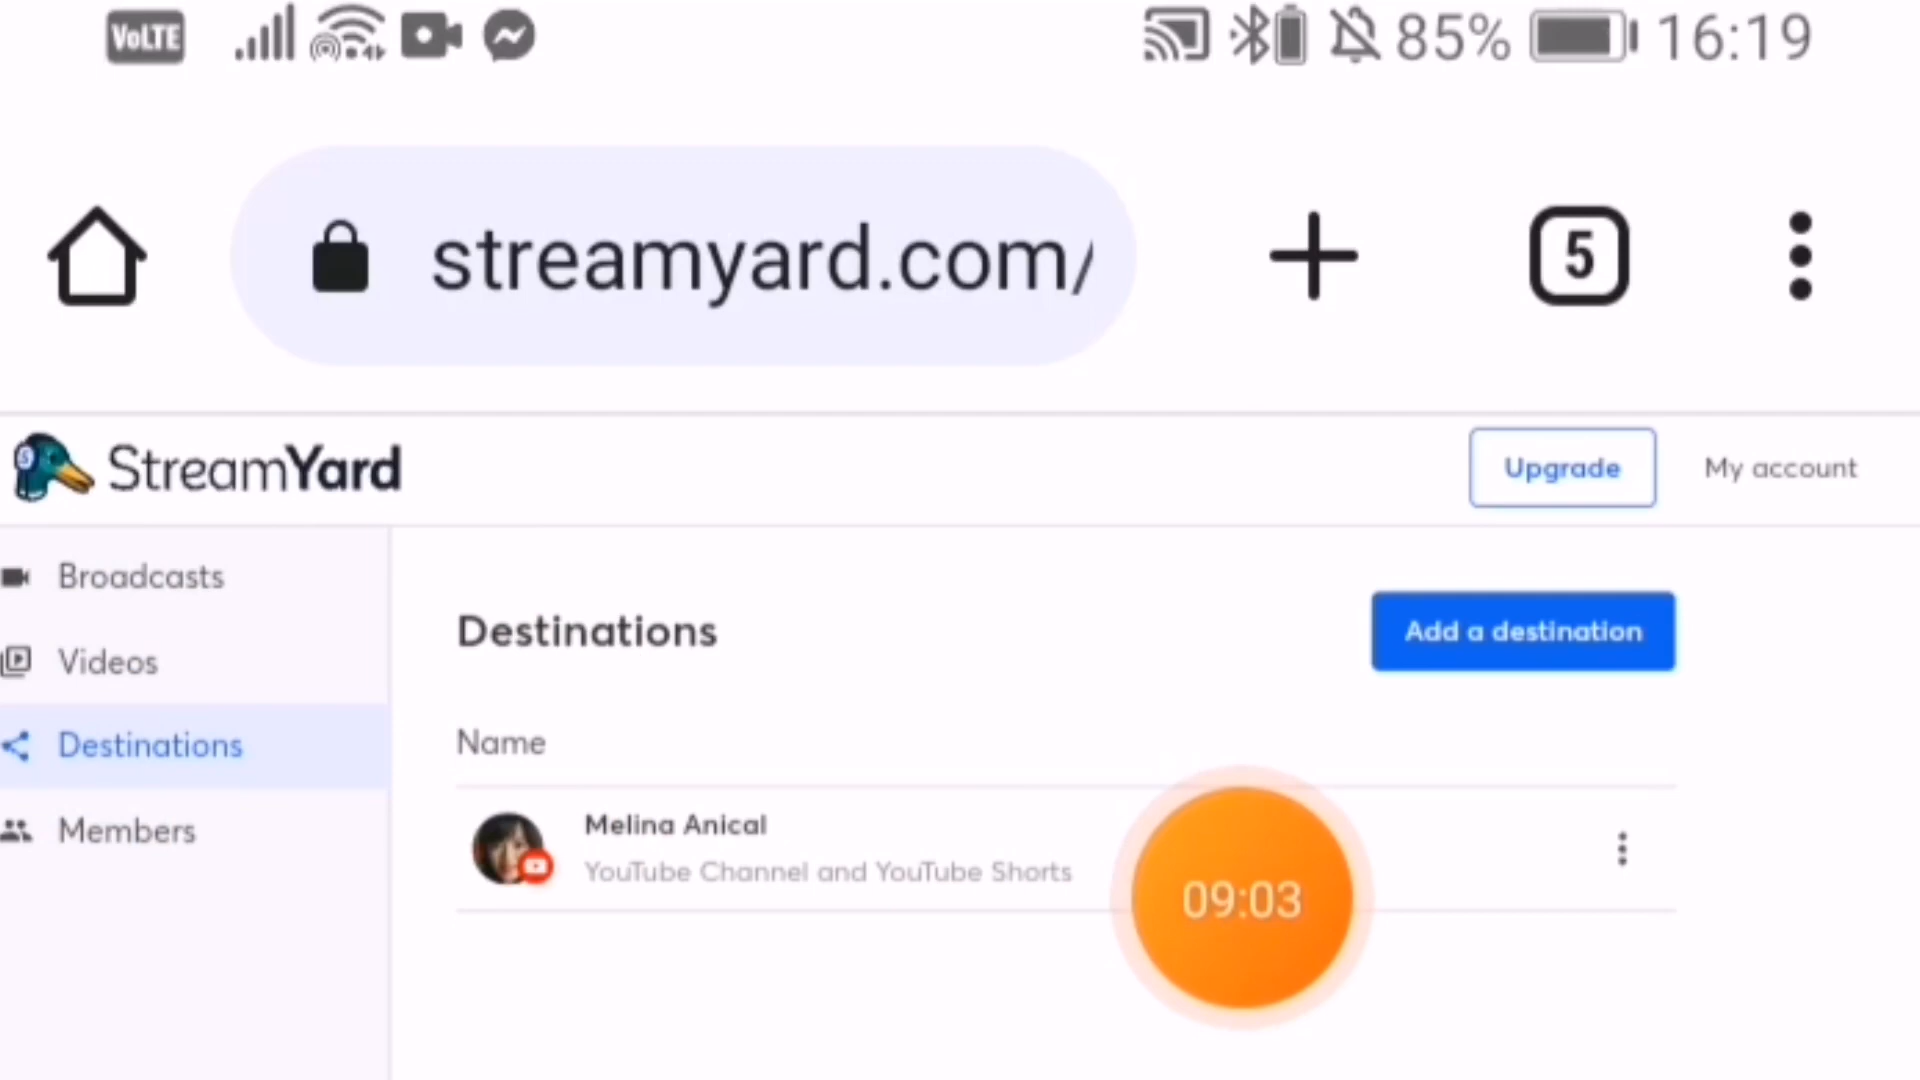 VoLTE 85% 16:19
streamyard.com/ 5
StreamYard Upgrade My account
Broadcasts
Destinations Add a destination
Videos
Destinations
Name
Members
Melina Anical
YouTube Channel and YouTube Shorts
09:03